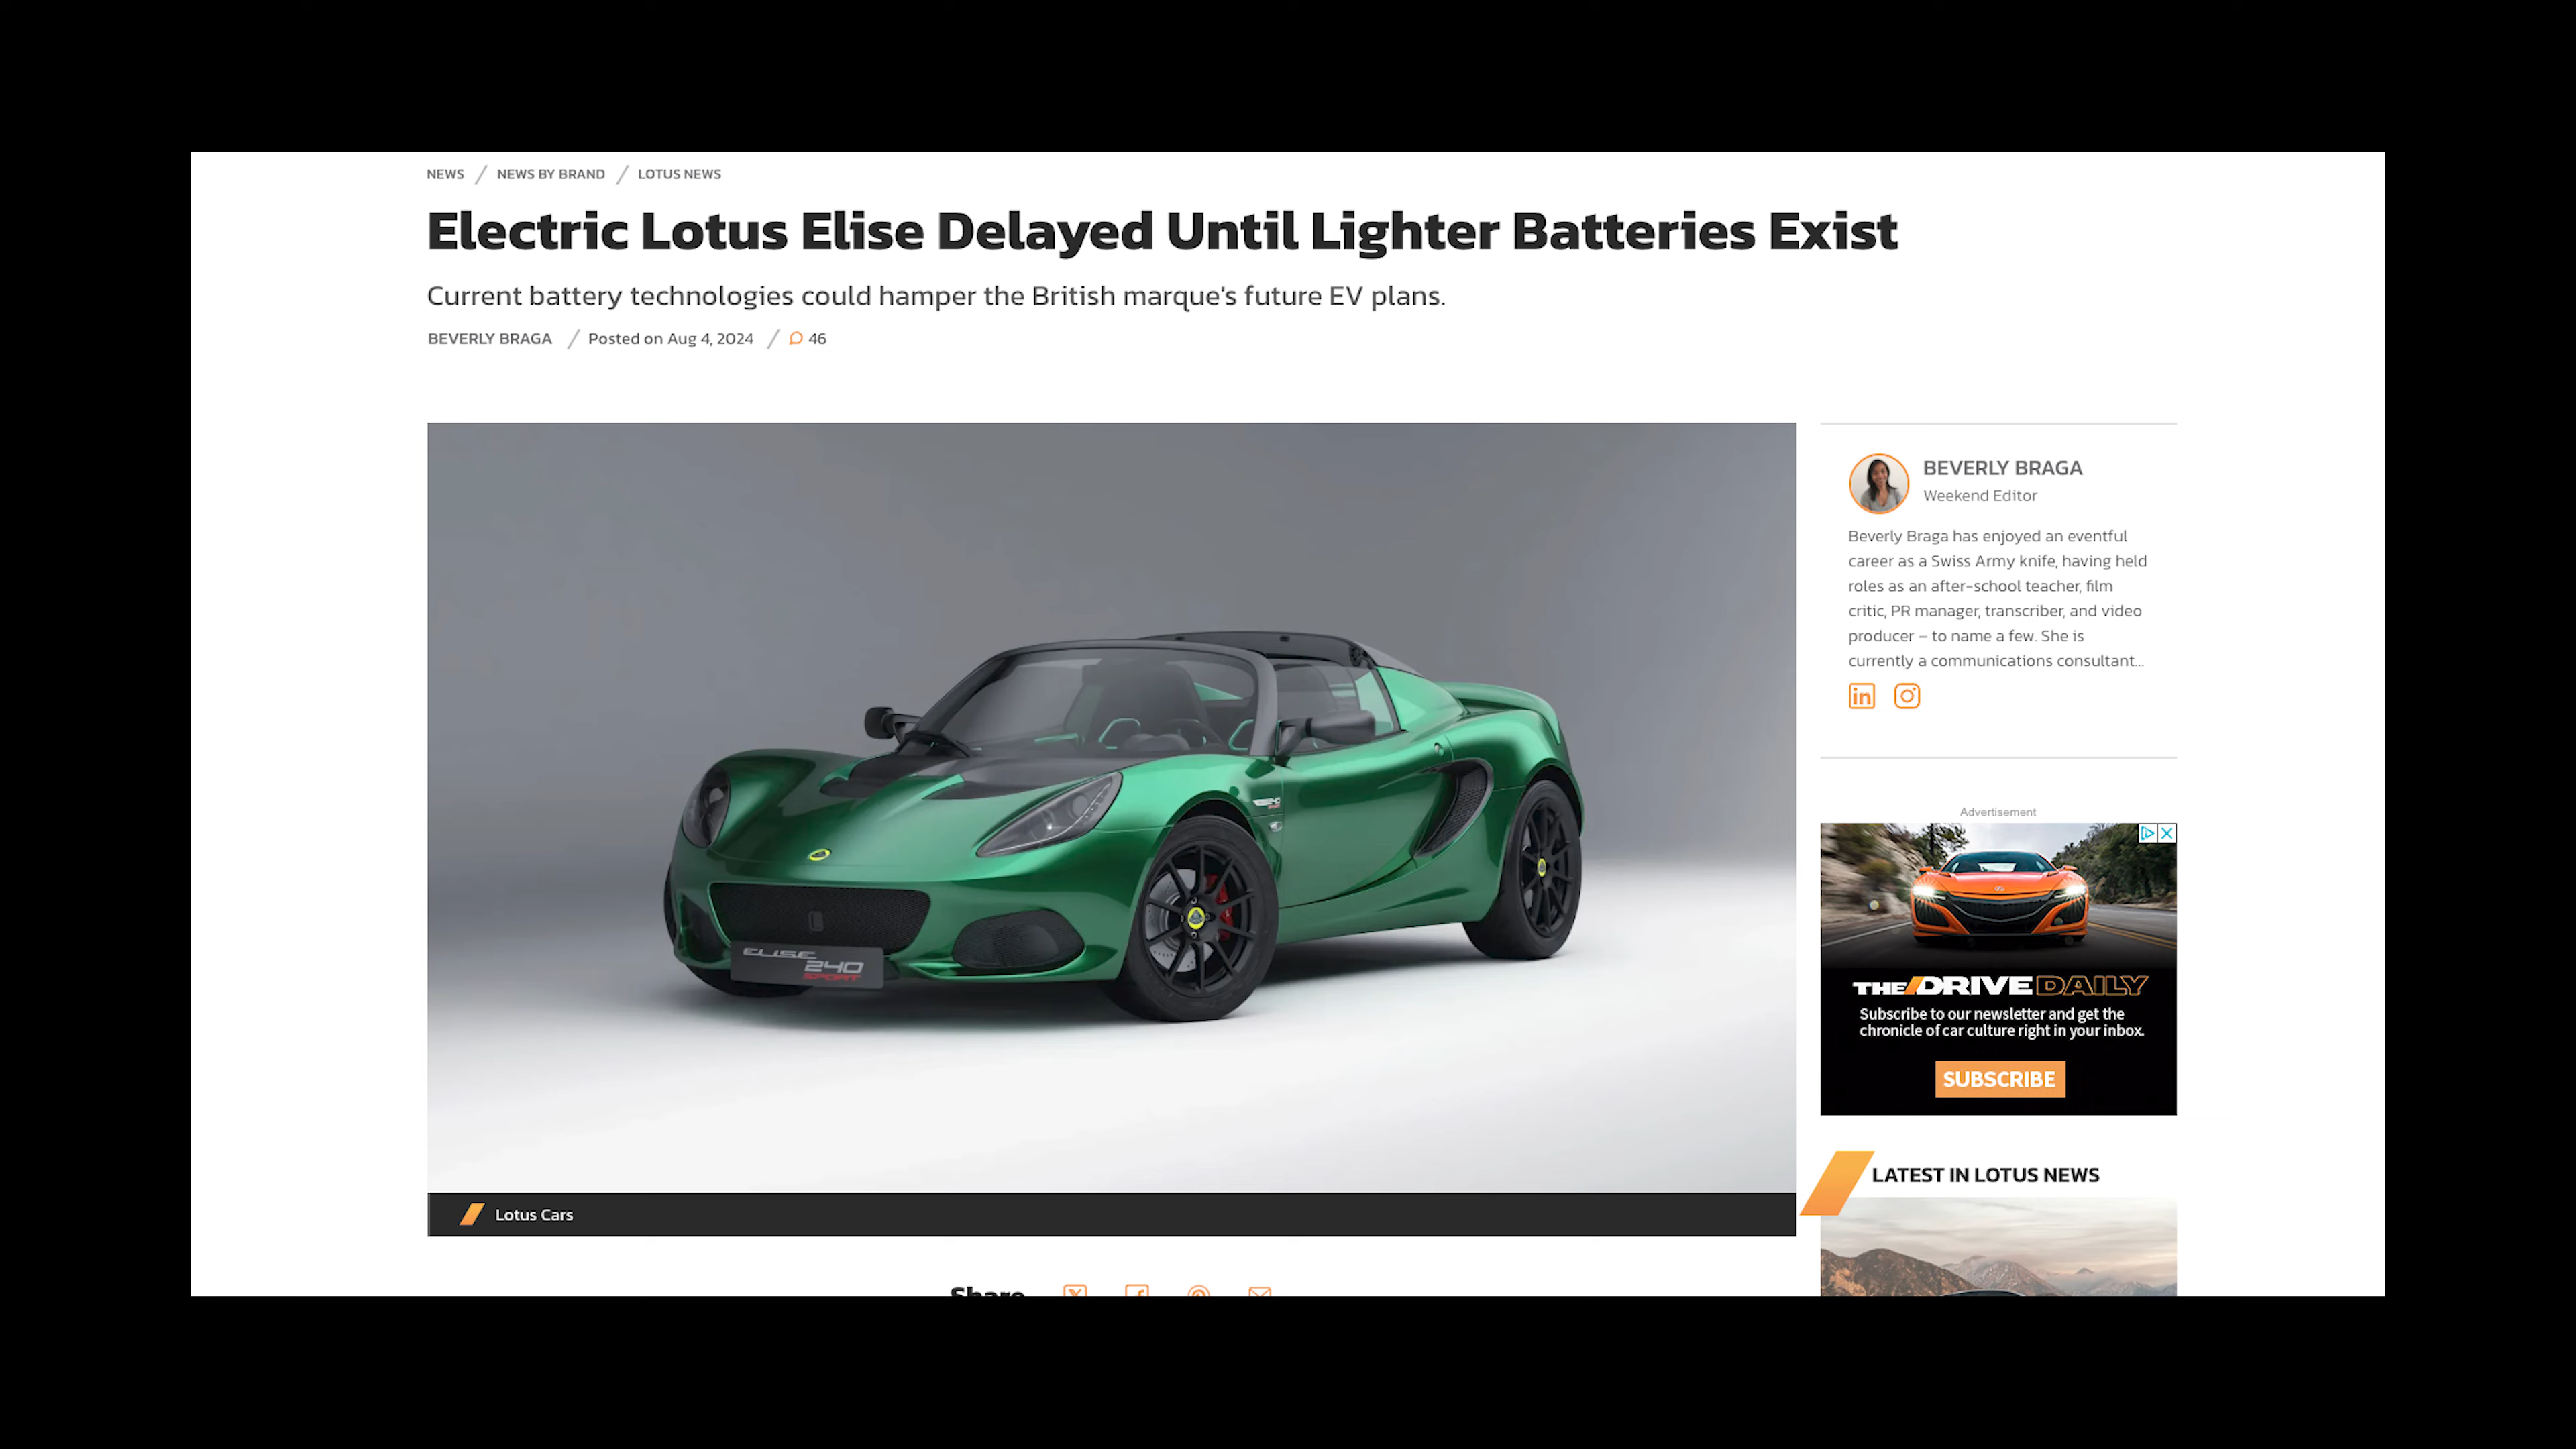 NEWS / NEWS BY BRAND / LOTUS NEWS
Electric Lotus Elise Delayed Until Lighter Batteries Exist
Current battery technologies could hamper the British marque's future EV plans.
BEVERLY BRAGA / Posted on Aug 4, 2024 / 46
ELISE
240
SPORT
Lotus Cars
Share
BEVERLY BRAGA
Weekend Editor
Beverly Braga has enjoyed an eventful
career as a Swiss Army knife, having held
roles as an after-school teacher, film
critic, PR manager, transcriber, and video
producer – to name a few. She is
currently a communications consultant...
Advertisement
THE DRIVE DAILY
Subscribe to our newsletter and get the
chronicle of car culture right in your inbox.
SUBSCRIBE
LATEST IN LOTUS NEWS